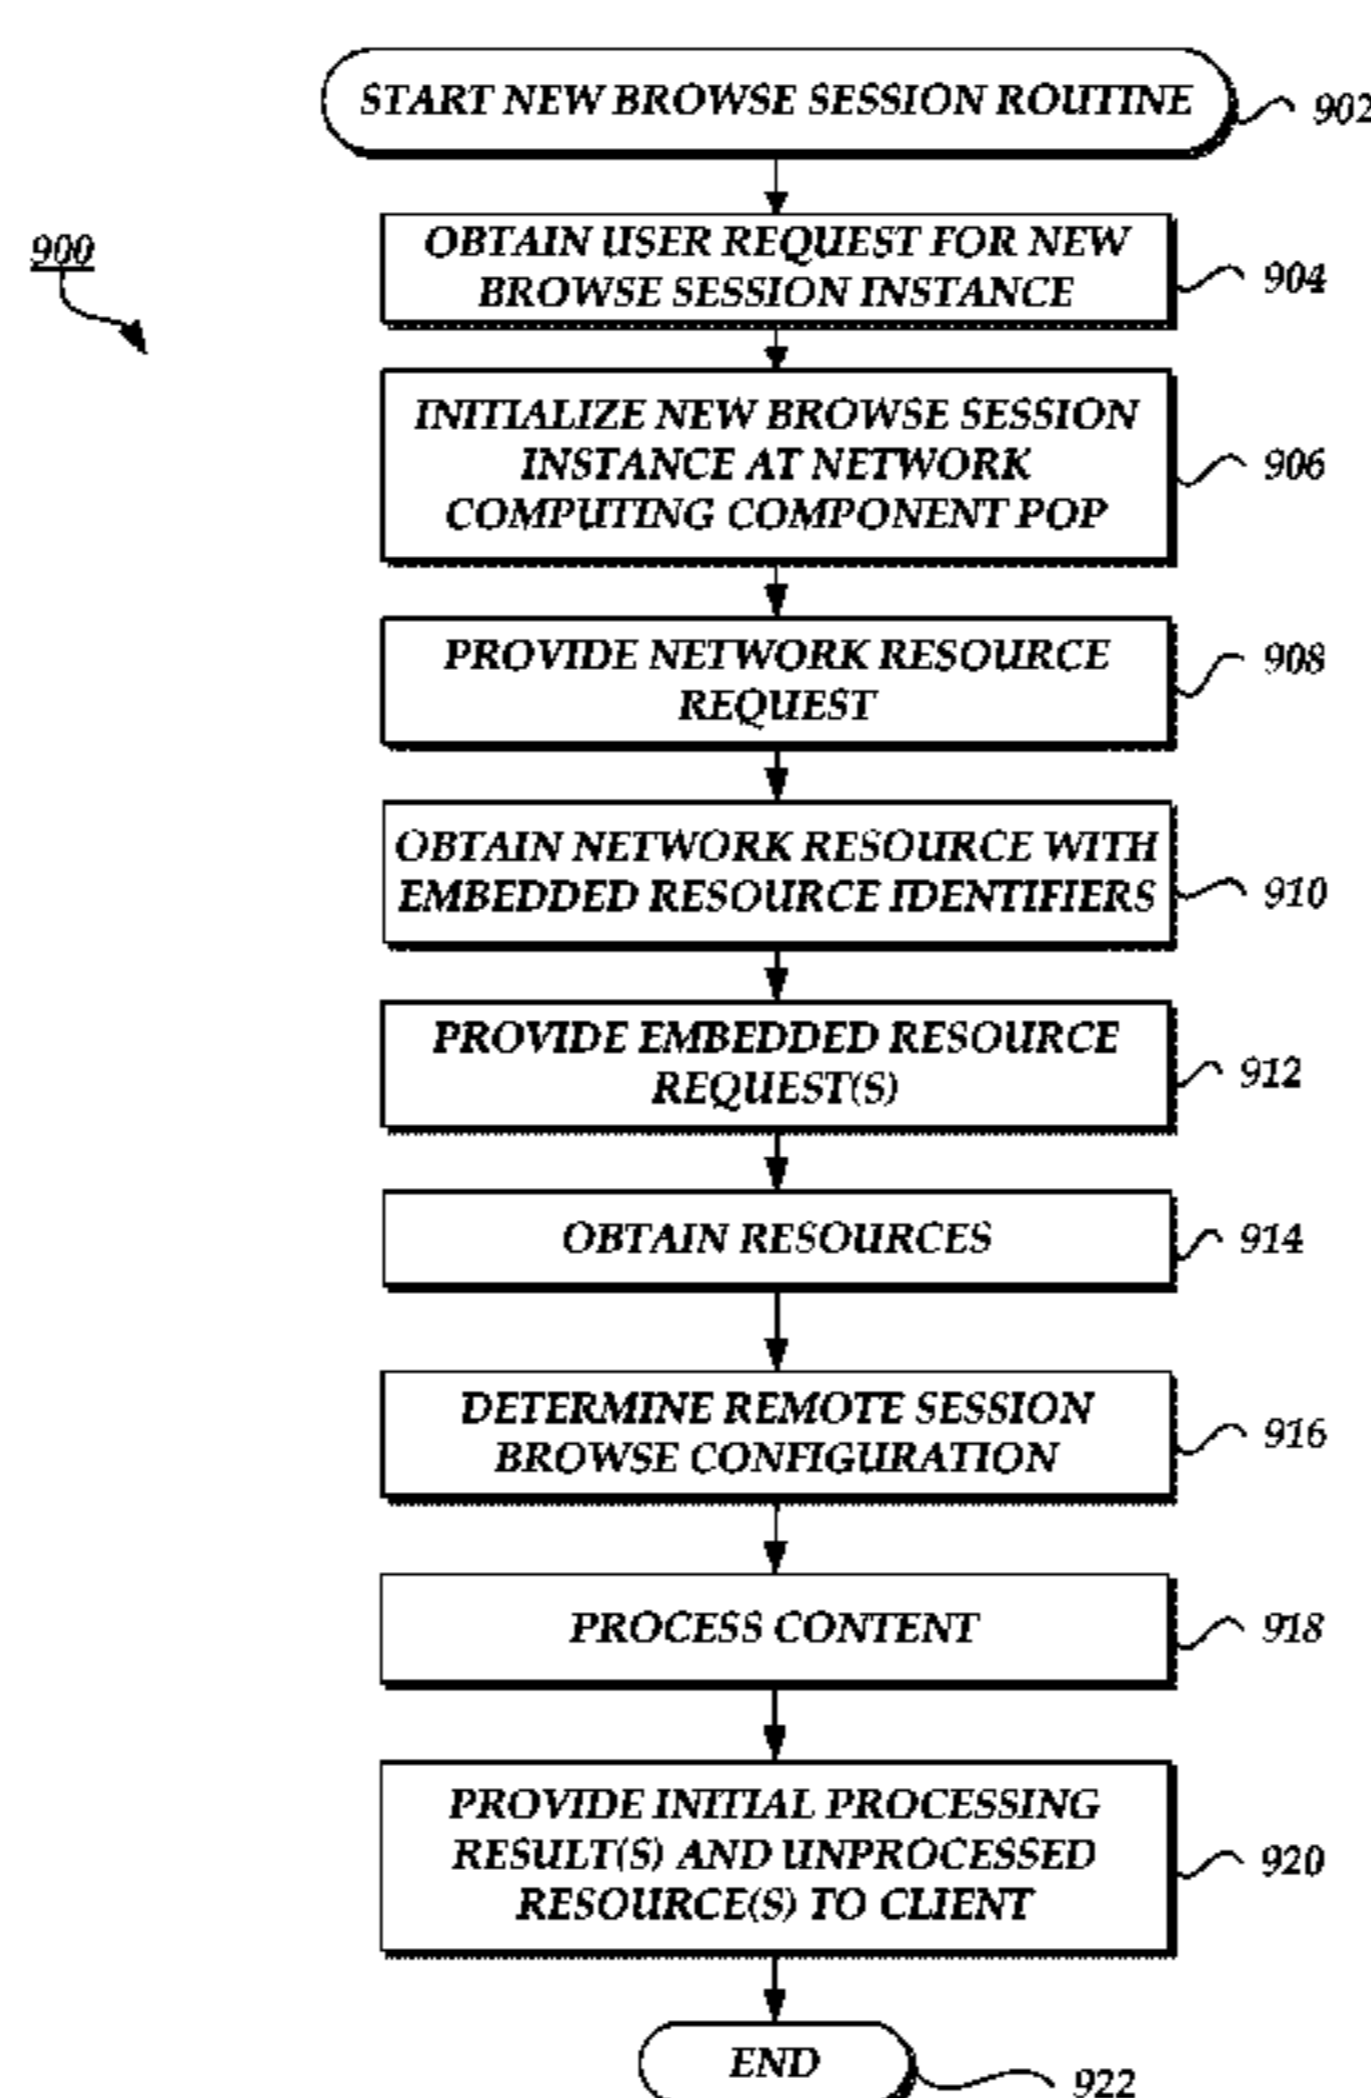 START NEW BROWSE SESSION ROUTINE
902
900
OBTAIN USER REQUEST FOR NEW
BROWSE SESSION INSTANCE
904
INITIALIZE NEW BROWSE SESSION
INSTANCE AT NETWORK
COMPUTING COMPONENT POP
906
PROVIDE NETWORK RESOURCE
REQUEST
908
OBTAIN NETWORK RESOURCE WITH
EMBEDDED RESOURCE IDENTIFIERS
910
PROVIDE EMBEDDED RESOURCE
REQUEST(S)
912
OBTAIN RESOURCES
914
DETERMINE REMOTE SESSION
BROWSE CONFIGURATION
916
PROCESS CONTENT
918
PROVIDE INITIAL PROCESSING
RESULT(S) AND UNPROCESSED
RESOURCE(S) TO CLIENT
920
END
922